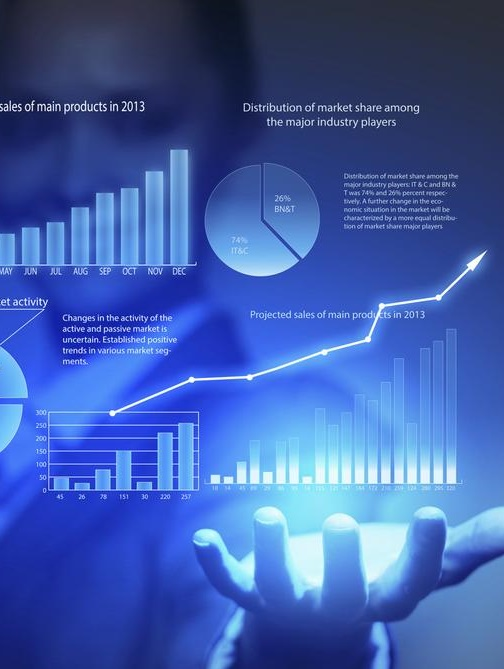 sales of main products in 2013
Distribution of market share among
the major industry players
26%
BN&T
74%
IT&C
Distribution of market share among the
major industry players: IT & C and BN &
T was 74% and 26% percent respec-
tively. A further change in the eco-
nomic situation in the market will be
characterized by a more equal distribu-
tion of market share major players
MAY JUN JUL AUG SEP OCT NOV DEC
et activity
Changes in the activity of the
active and passive market is
uncertain. Established positive
trends in various market seg-
ments.
Projected sales of main products in 2013
300
250
200
150
100
50
0
45 26 78 151 30 220 257